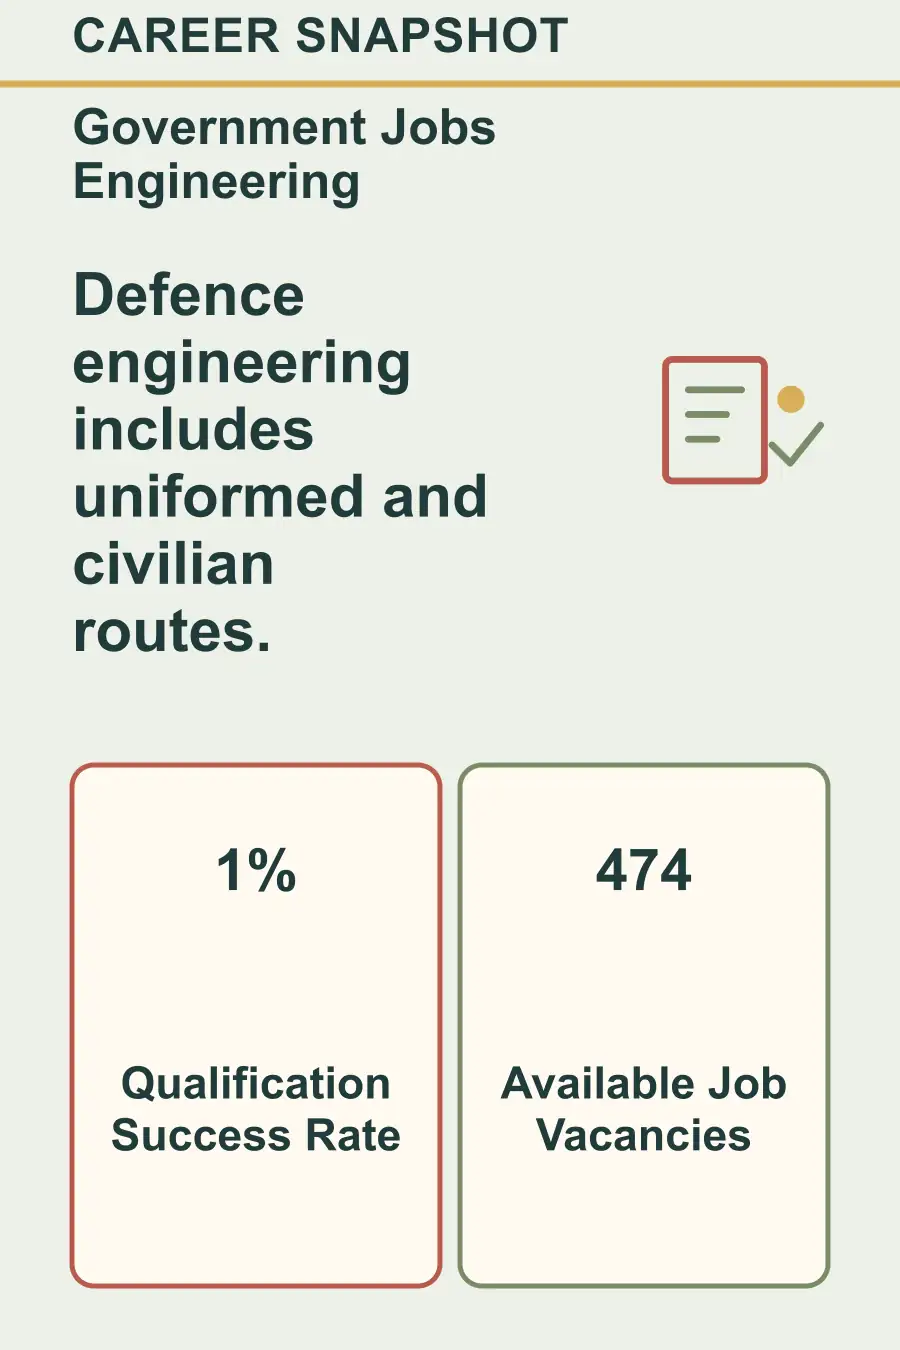 CAREER SNAPSHOT
Government Jobs
Engineering
Defence
engineering
includes
uniformed and
civilian
routes.
1%
474
Qualification
Success Rate
Available Job
Vacancies